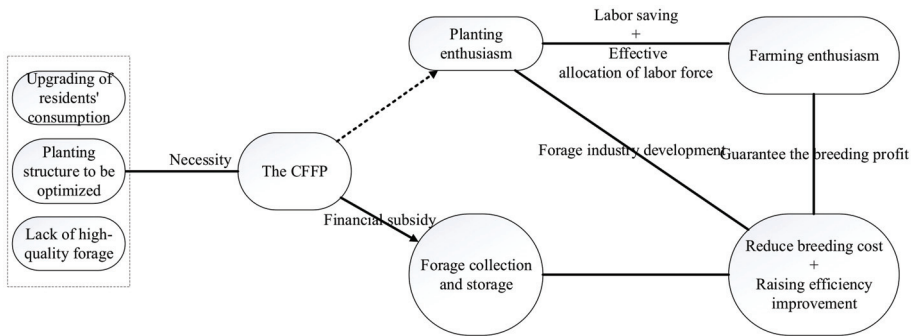 Upgrading of
residents'
consumption
Planting
structure to be
optimized
Lack of high-
quality forage
Necessity
The CFFP
Financial subsidy
Planting
enthusiasm
Labor saving
+
Effective
allocation of labor force
Farming enthusiasm
Forage industry development
Guarantee the breeding profit
Forage collection
and storage
Reduce breeding cost
+
Raising efficiency
improvement